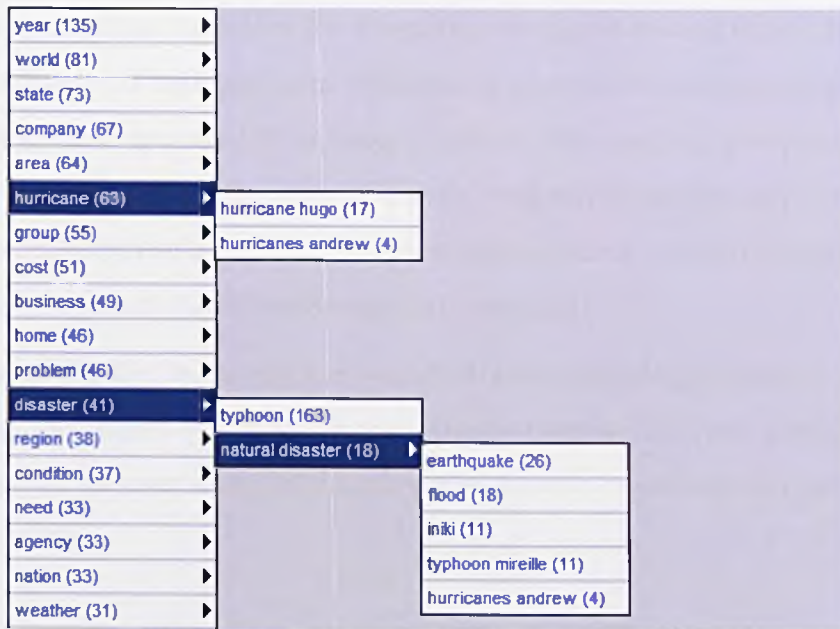 year (135)
world (81)
state (73)
company (67)
area (64)
hurricane (63)
hurricane hugo (17)
hurricanes andrew (4)
group (55)
cost (51)
business (49)
home (46)
problem (46)
disaster (41)
typhoon (163)
natural disaster (18)
earthquake (26)
flood (18)
iniki (11)
typhoon mireille (11)
hurricanes andrew (4)
region (38)
condition (37)
need (33)
agency (33)
nation (33)
weather (31)